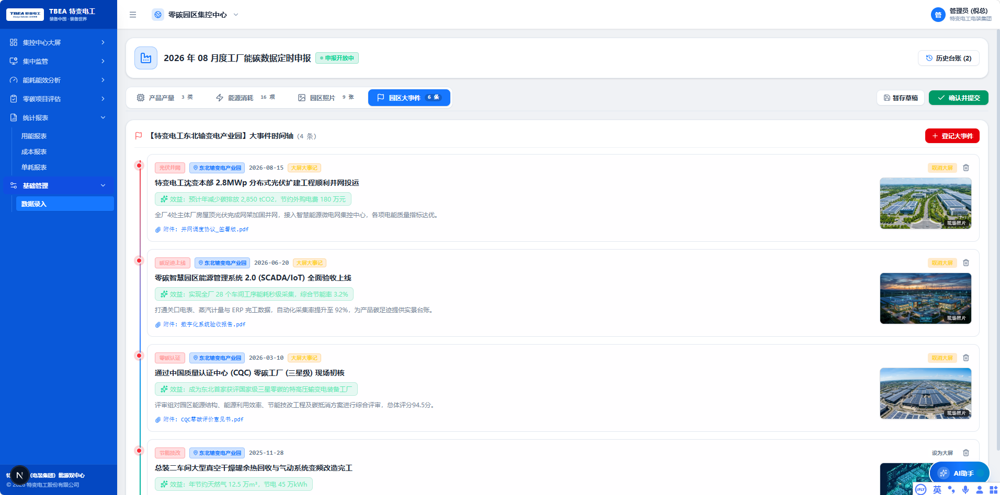 TBEA 特变电工
TBEA 特变电工
装备中国·装备世界
零碳园区集控中心
管
管理员 (倪总)
特变电工电装集团
集控中心大屏
集中监管
能耗能效分析
零碳项目评估
统计报表
用能报表
成本报表
单耗报表
基础管理
数据录入
N
(电装集团) 能源双中心
© 2026 特变电工股份有限公司
2026 年 08 月度工厂能碳数据定时申报
申报开放中
历史台账 (2)
产品产量 3 类
能源消耗 16 项
园区照片 9 张
园区大事件 6 条
暂存草稿
确认并提交
【特变电工东北输变电产业园】大事件时间轴 (4 条)
登记大事件
光伏并网 东北输变电产业园 2026-08-15 大屏大事记
取消大屏
特变电工沈变本部 2.8MWp 分布式光伏扩建工程顺利并网投运
效益：预计年减少碳排放 2,850 tCO2，节约外购电费 180 万元
全厂4处主体厂房屋顶光伏完成网架加固并网，接入智慧能源微电网集控中心，各项电能质量指标达优。
附件: 并网调度协议_签署版.pdf
现场照片
碳足迹上线 东北输变电产业园 2026-06-20 大屏大事记
取消大屏
零碳智慧园区能源管理系统 2.0 (SCADA/IoT) 全面验收上线
效益：实现全厂 28 个车间工序能耗秒级采集，综合节能率 3.2%
打通关口电表、蒸汽计量与 ERP 完工数据，自动化采集率提升至 92%，为产品碳足迹提供实景台账。
附件: 数字化系统验收报告.pdf
现场照片
零碳认证 东北输变电产业园 2026-03-10 大屏大事记
取消大屏
通过中国质量认证中心 (CQC) 零碳工厂 (三星级) 现场初核
效益：成为东北首家获评国家级三星零碳的特高压输变电装备工厂
评审组对园区能源结构、能源利用效率、节能技改工程及碳抵消方案进行综合评审，总体评分94.5分。
附件: CQC零碳评价意见书.pdf
现场照片
节能技改 东北输变电产业园 2025-11-28
设为大屏
总装二车间大型真空干燥罐余热回收与气动系统变频改造完工
效益：年节约天然气 12.5 万m³，节电 45 万kWh
AI助手
iFLY 英